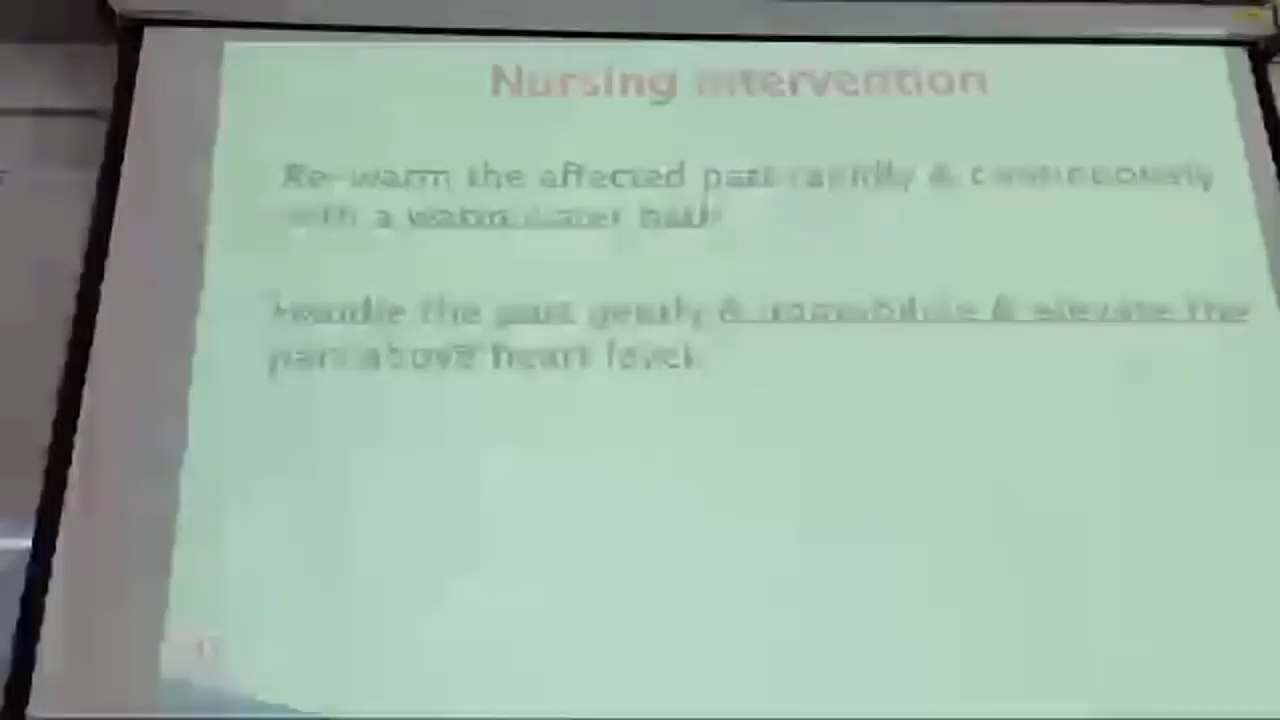 Nursing intervention
Re-warm the affected part rapidly & continuously
with a warm water bath
Handle the part gently & immobilize & elevate the
part above heart level.